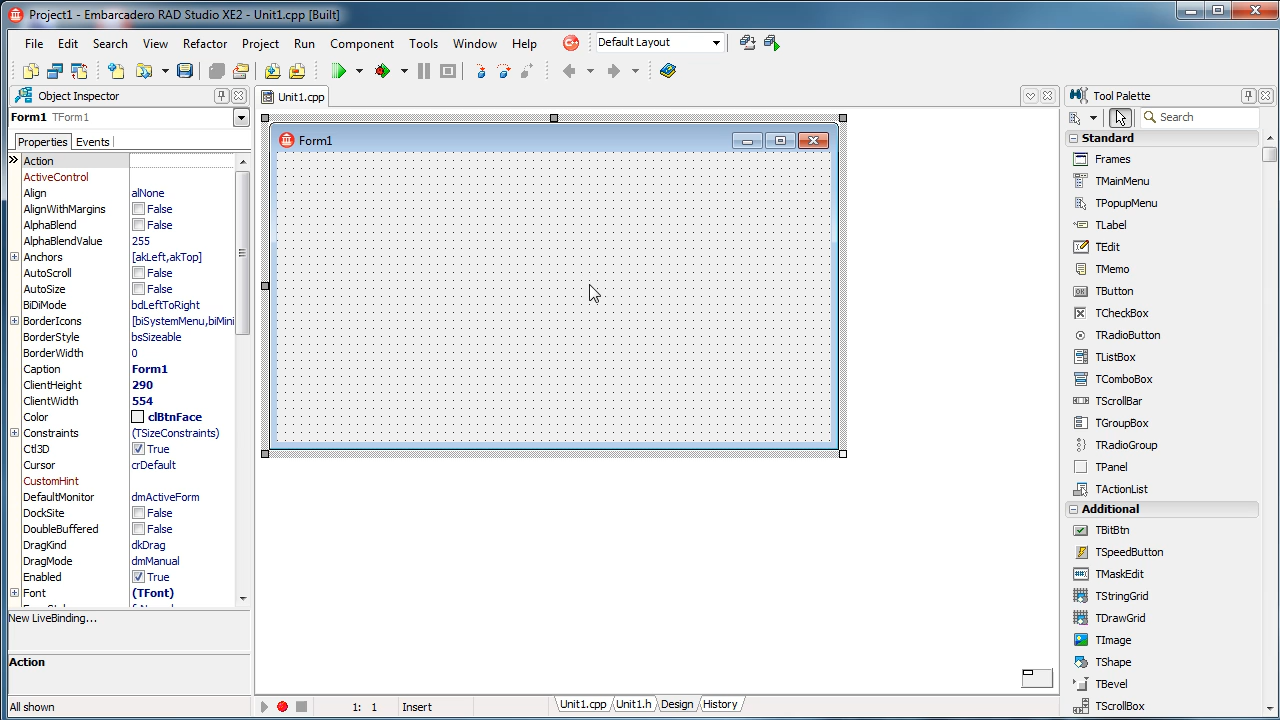 Project1 - Embarcadero RAD Studio XE2 - Unit1.cpp [Built]
File Edit Search View Refactor Project Run Component Tools Window Help Default Layout
Object Inspector
Form1 TForm1
Properties Events
Action
ActiveControl
Align alNone
AlignWithMargins False
AlphaBlend False
AlphaBlendValue 255
Anchors [akLeft,akTop]
AutoScroll False
AutoSize False
BiDiMode bdLeftToRight
BorderIcons [biSystemMenu,biMini
BorderStyle bsSizeable
BorderWidth 0
Caption Form1
ClientHeight 290
ClientWidth 554
Color clBtnFace
Constraints (TSizeConstraints)
Ctl3D True
Cursor crDefault
CustomHint
DefaultMonitor dmActiveForm
DockSite False
DoubleBuffered False
DragKind dkDrag
DragMode dmManual
Enabled True
Font (TFont)
New LiveBinding...
Action
All shown
Unit1.cpp
Form1
1: 1 Insert
Unit1.cpp Unit1.h Design History
Tool Palette
Search
Standard
Frames
TMainMenu
TPopupMenu
TLabel
TEdit
TMemo
TButton
TCheckBox
TRadioButton
TListBox
TComboBox
TScrollBar
TGroupBox
TRadioGroup
TPanel
TActionList
Additional
TBitBtn
TSpeedButton
TMaskEdit
TStringGrid
TDrawGrid
TImage
TShape
TBevel
TScrollBox